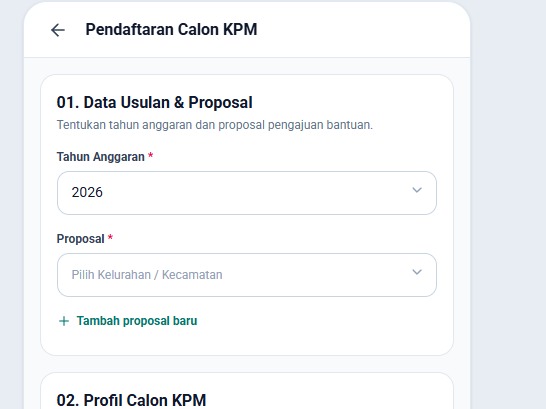 Pendaftaran Calon KPM
01. Data Usulan & Proposal
Tentukan tahun anggaran dan proposal pengajuan bantuan.
Tahun Anggaran *
2026
Proposal *
Pilih Kelurahan / Kecamatan
+ Tambah proposal baru
02. Profil Calon KPM